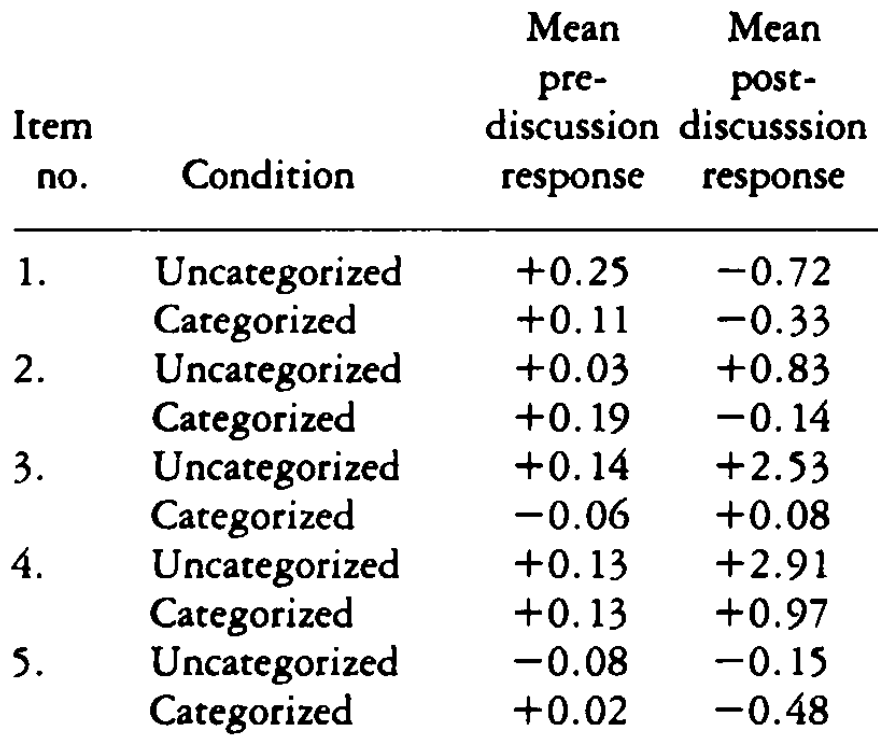 Mean Mean
pre- post-
Item discussion discusssion
no. Condition response response
1. Uncategorized +0.25 −0.72
Categorized +0.11 −0.33
2. Uncategorized +0.03 +0.83
Categorized +0.19 −0.14
3. Uncategorized +0.14 +2.53
Categorized −0.06 +0.08
4. Uncategorized +0.13 +2.91
Categorized +0.13 +0.97
5. Uncategorized −0.08 −0.15
Categorized +0.02 −0.48